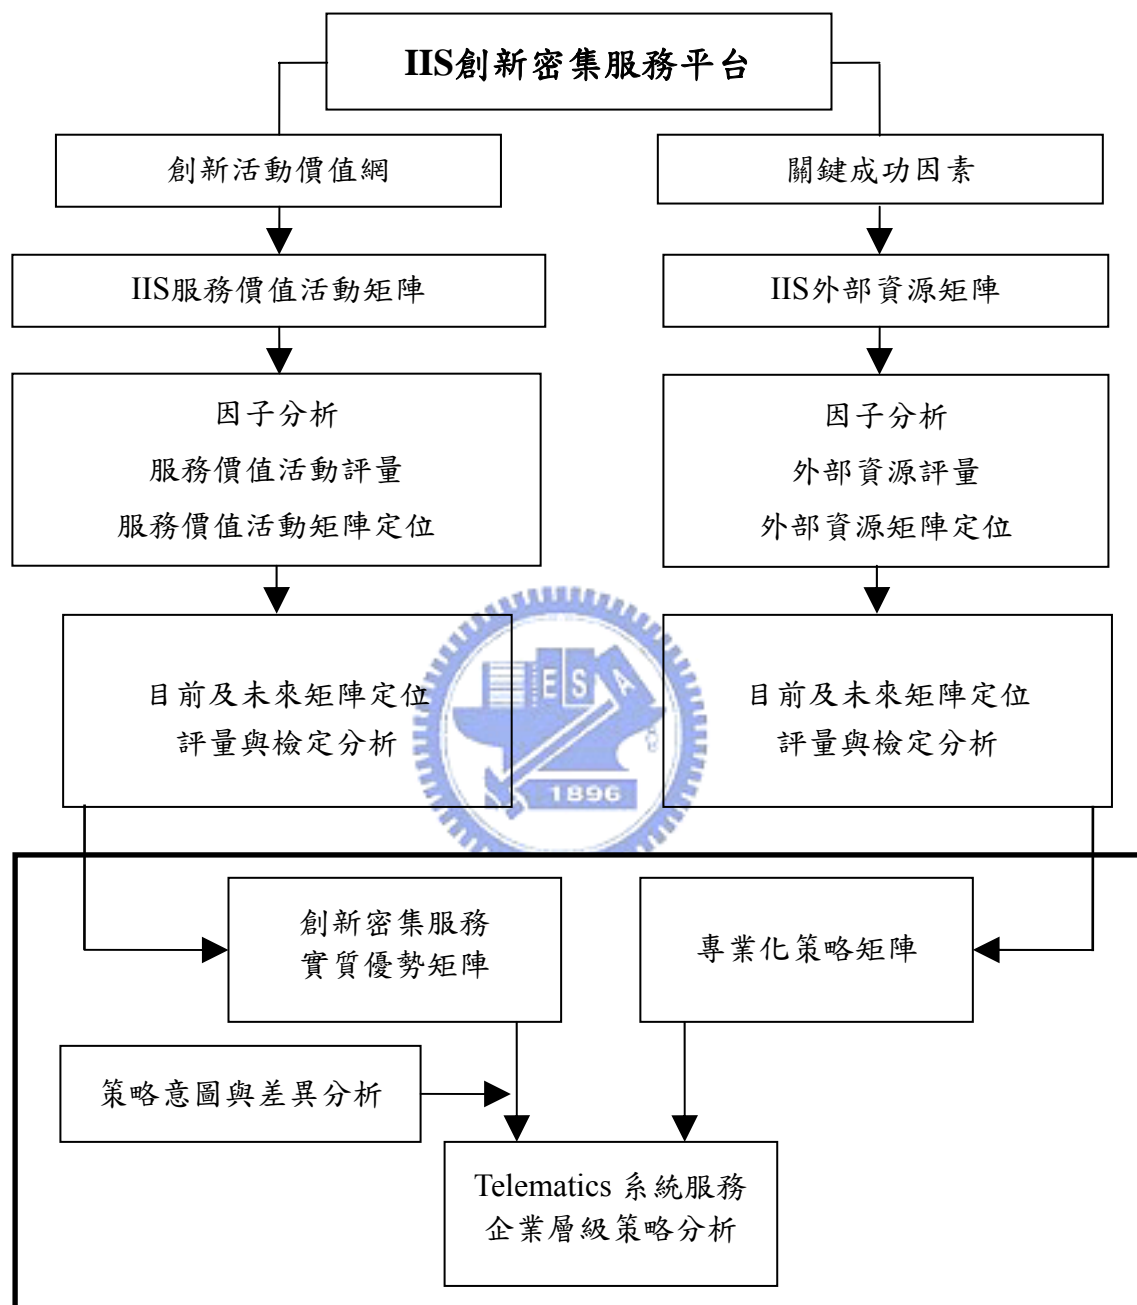 IIS創新密集服務平台
創新活動價值網
關鍵成功因素
IIS服務價值活動矩陣
IIS外部資源矩陣
因子分析
服務價值活動評量
服務價值活動矩陣定位
因子分析
外部資源評量
外部資源矩陣定位
目前及未來矩陣定位
評量與檢定分析
目前及未來矩陣定位
評量與檢定分析
E S A
1896
創新密集服務
實質優勢矩陣
專業化策略矩陣
策略意圖與差異分析
Telematics 系統服務
企業層級策略分析